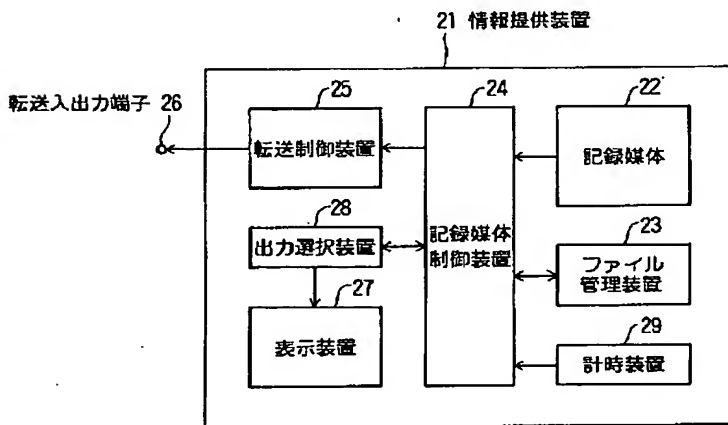 21 情報提供装置
転送入出力端子 26
25
転送制御装置
24
記録媒体
制御装置
22
記録媒体
28
出力選択装置
23
ファイル
管理装置
27
表示装置
29
計時装置